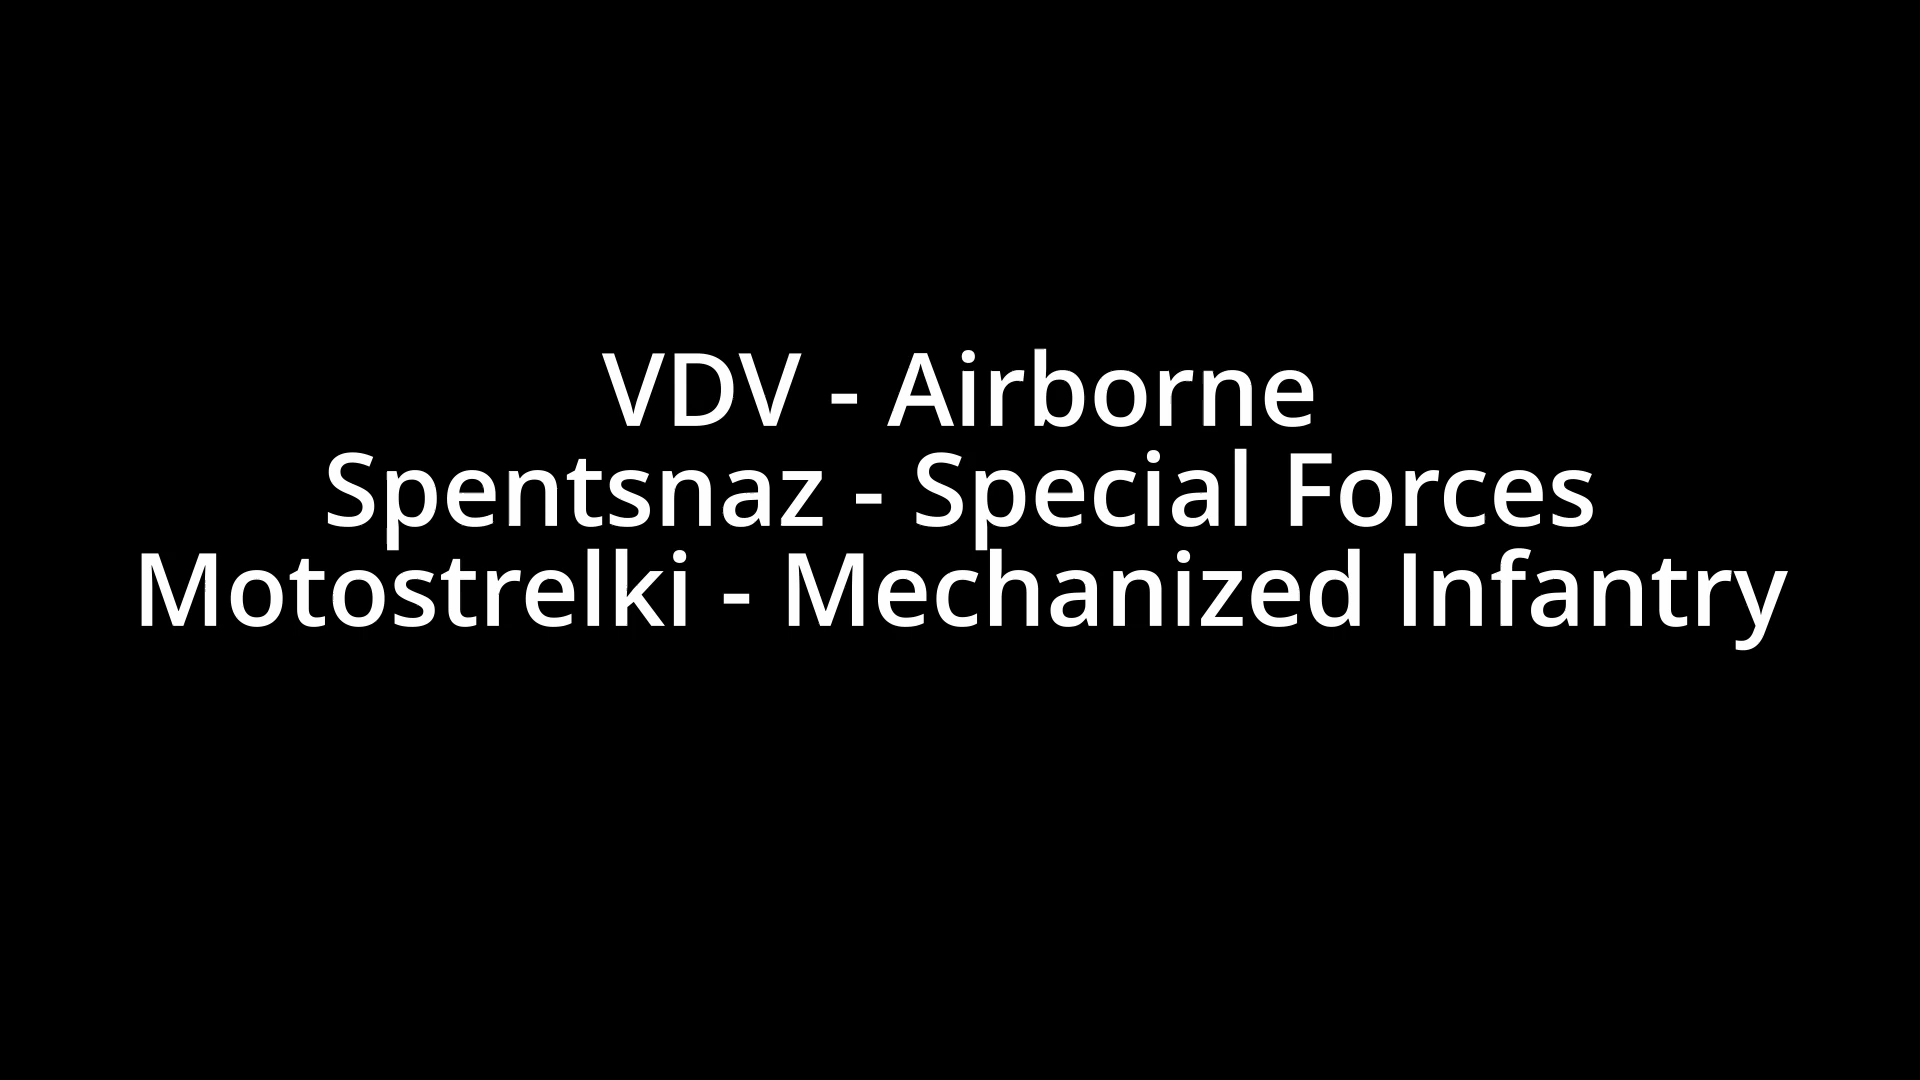 VDV - Airborne
Spentsnaz - Special Forces
Motostrelki - Mechanized Infantry